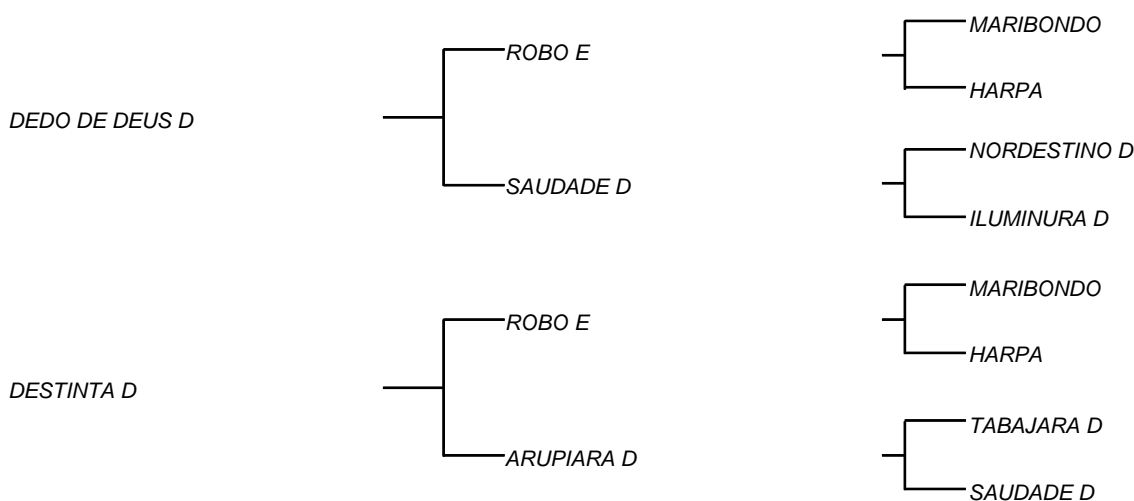 MARIBONDO
ROBO E
HARPA
DEDO DE DEUS D
NORDESTINO D
SAUDADE D
ILUMINURA D
MARIBONDO
ROBO E
HARPA
DESTINTA D
TABAJARA D
ARUPIARA D
SAUDADE D